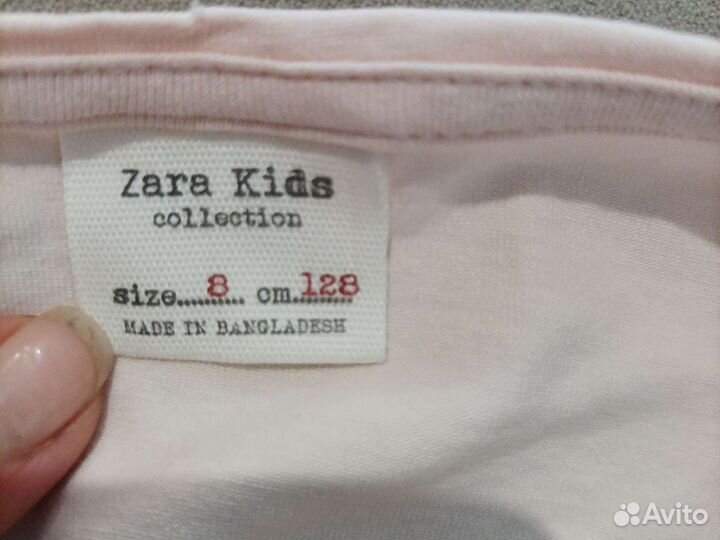 Zara Kids
collection
size..........8.......... cm..........128..........
MADE IN BANGLADESH
Avito